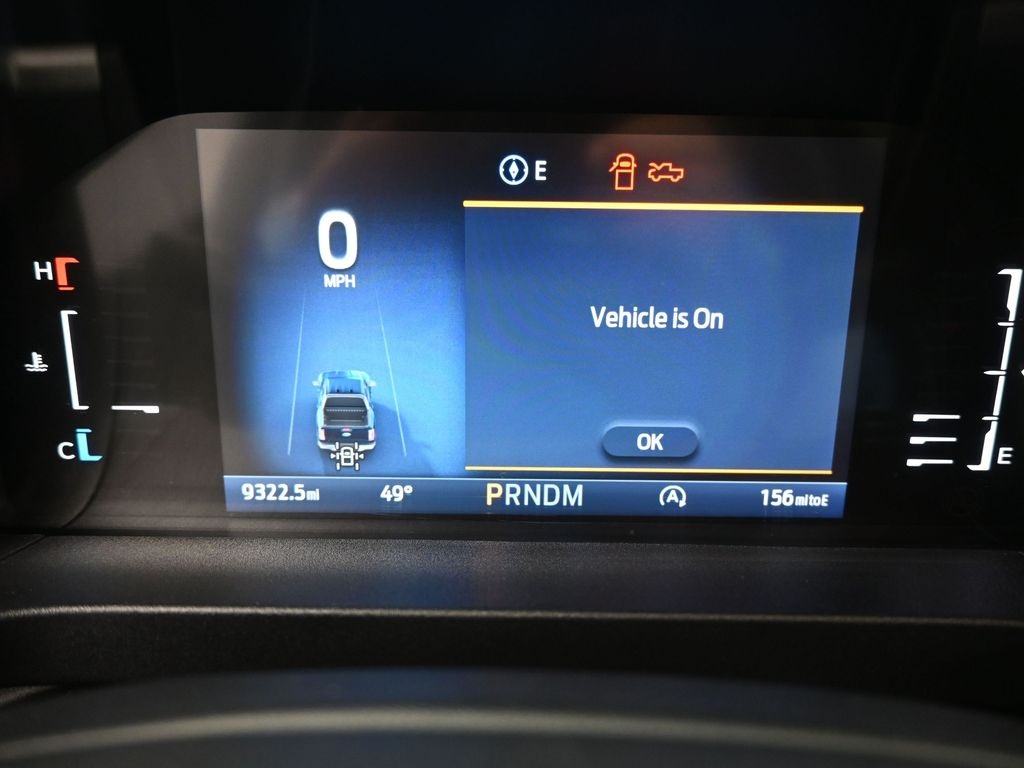 E
0
MPH
H
Vehicle is On
C
OK
E
9322.5mi 49° PRNDM A 156mitoE